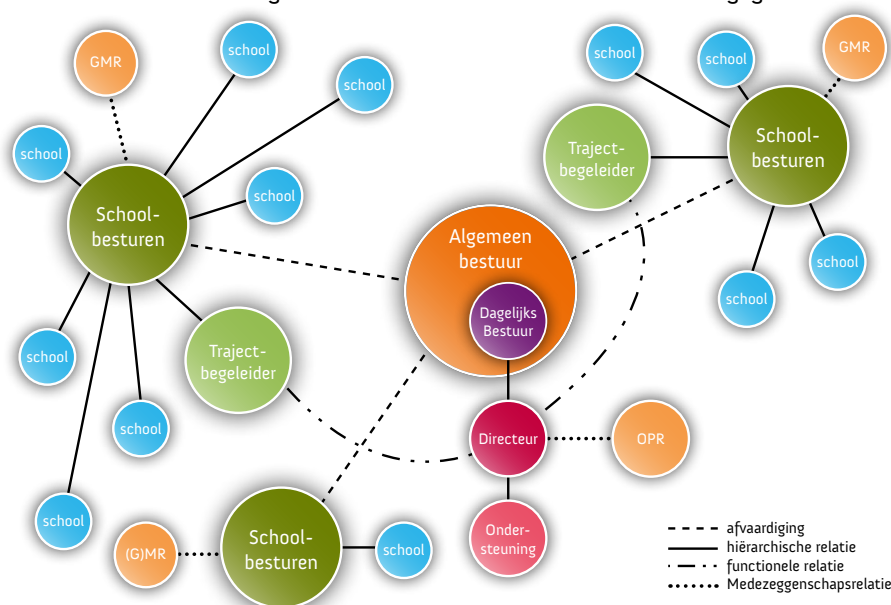 GMR
school
school
GMR
school
school
school
Traject-
begeleider
School-
besturen
school
School-
besturen
Algemeen
bestuur
school
school
Dagelijks
Bestuur
school
Traject-
begeleider
school
Directeur
OPR
school
(G)MR
School-
besturen
school
Onder-
steuning
afvaardiging
hiërarchische relatie
functionele relatie
Medezeggenschapsrelatie